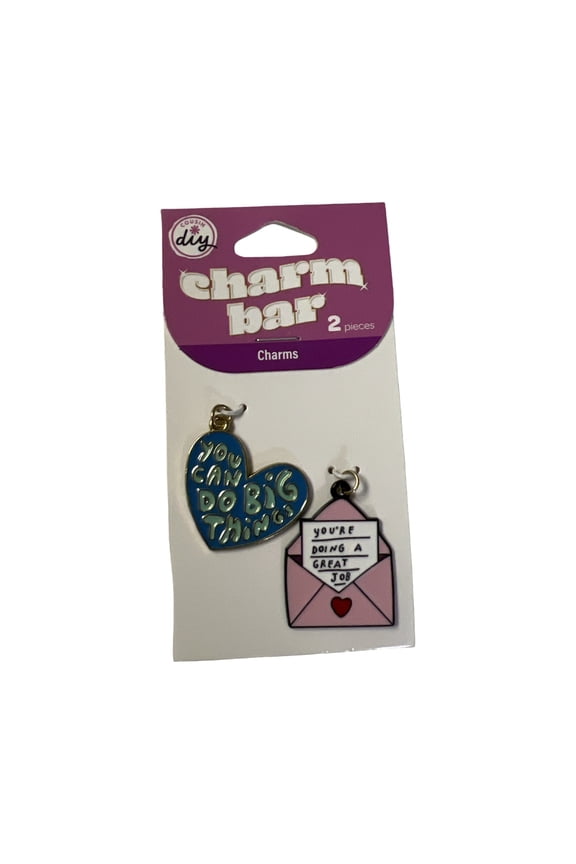 COUSIN
diy
charm
bar
2 pieces
Charms
YOU
CAN
DO BIG
THINGS
YOU'RE
DOING A
GREAT
JOB